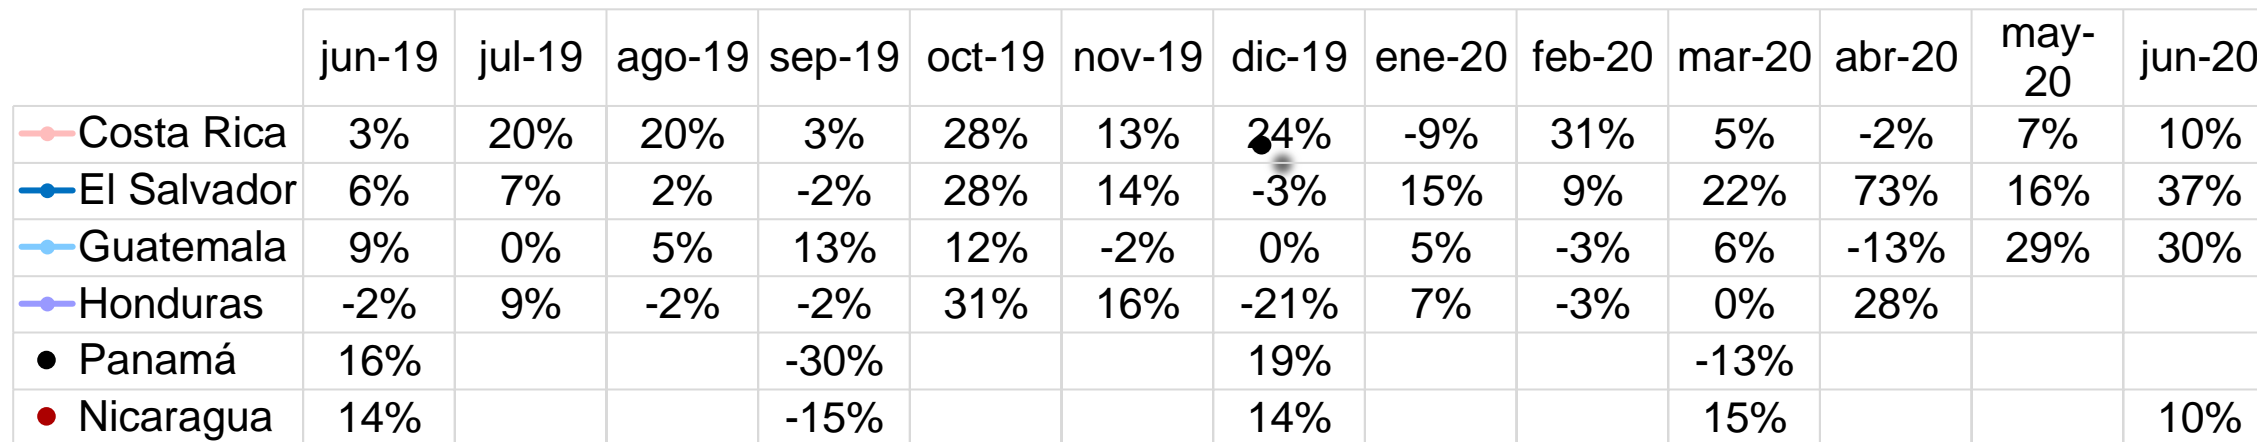 jun-19 jul-19 ago-19 sep-19 oct-19 nov-19 dic-19 ene-20 feb-20 mar-20 abr-20 may-20 jun-20
Costa Rica 3% 20% 20% 3% 28% 13% 24% -9% 31% 5% -2% 7% 10%
El Salvador 6% 7% 2% -2% 28% 14% -3% 15% 9% 22% 73% 16% 37%
Guatemala 9% 0% 5% 13% 12% -2% 0% 5% -3% 6% -13% 29% 30%
Honduras -2% 9% -2% -2% 31% 16% -21% 7% -3% 0% 28%
Panamá 16% -30% 19% -13%
Nicaragua 14% -15% 14% 15% 10%